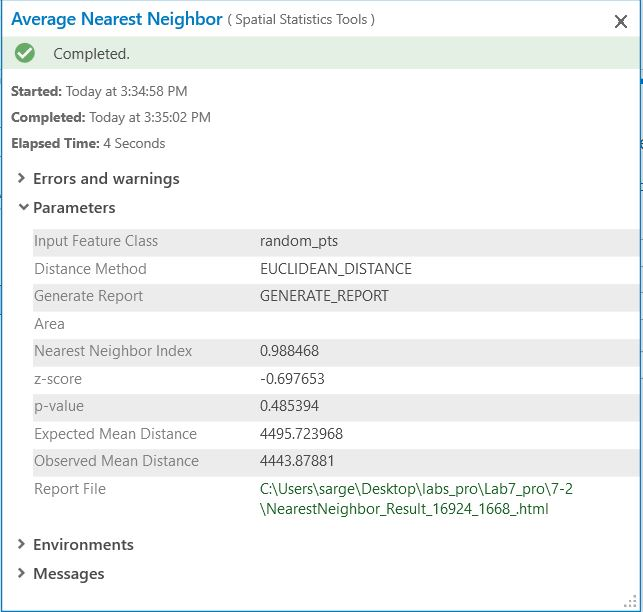 Average Nearest Neighbor ( Spatial Statistics Tools )
Completed.
Started: Today at 3:34:58 PM
Completed: Today at 3:35:02 PM
Elapsed Time: 4 Seconds
Errors and warnings
Parameters
Input Feature Class random_pts
Distance Method EUCLIDEAN_DISTANCE
Generate Report GENERATE_REPORT
Area
Nearest Neighbor Index 0.988468
z-score -0.697653
p-value 0.485394
Expected Mean Distance 4495.723968
Observed Mean Distance 4443.87881
Report File C:\Users\sarge\Desktop\labs_pro\Lab7_pro\7-2
\NearestNeighbor_Result_16924_1668_.html
Environments
Messages